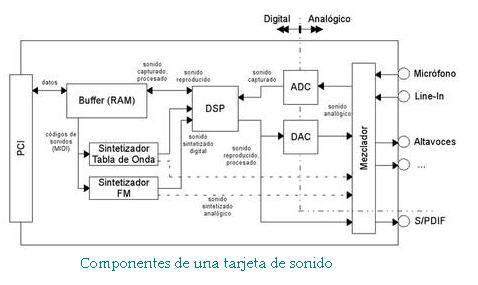 Digital
Analógico
sonido
capturado,
procesado
sonido
reproducido
sonido
capturado
ADC
Micrófono
datos
Buffer (RAM)
DSP
Line-In
sonido
analógico
PCI
códigos de
sonidos
(MIDI)
Sintetizador
Tabla de Onda
sonido
sintetizado
digital
DAC
Mezclador
Altavoces
sonido
reproducido,
procesado
...
Sintetizador
FM
sonido
sintetizado
analógico
S/PDIF
Componentes de una tarjeta de sonido